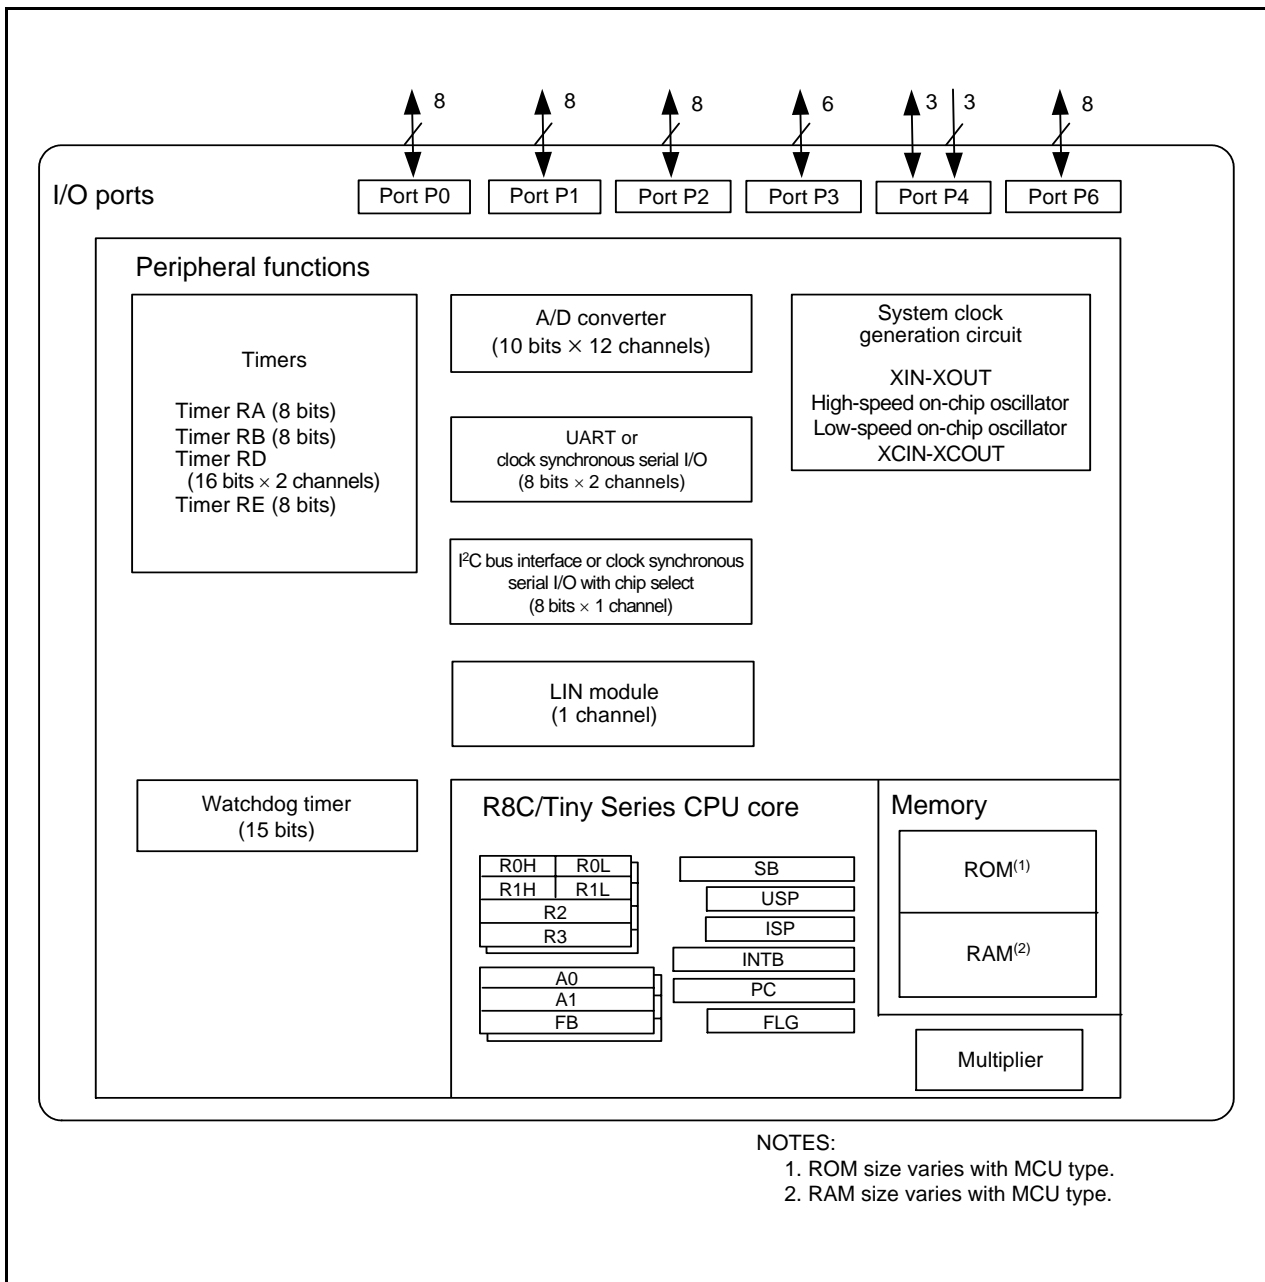 8 8 8 6 3 3 8
I/O ports
Port P0 Port P1 Port P2 Port P3 Port P4 Port P6
Peripheral functions
Timers
Timer RA (8 bits)
Timer RB (8 bits)
Timer RD
(16 bits × 2 channels)
Timer RE (8 bits)
A/D converter
(10 bits × 12 channels)
System clock
generation circuit
XIN-XOUT
High-speed on-chip oscillator
Low-speed on-chip oscillator
XCIN-XCOUT
UART or
clock synchronous serial I/O
(8 bits × 2 channels)
I²C bus interface or clock synchronous
serial I/O with chip select
(8 bits × 1 channel)
LIN module
(1 channel)
Watchdog timer
(15 bits)
R8C/Tiny Series CPU core
R0H R0L
R1H R1L
R2
R3
A0
A1
FB
SB
USP
ISP
INTB
PC
FLG
Memory
ROM(1)
RAM(2)
Multiplier
NOTES:
1. ROM size varies with MCU type.
2. RAM size varies with MCU type.